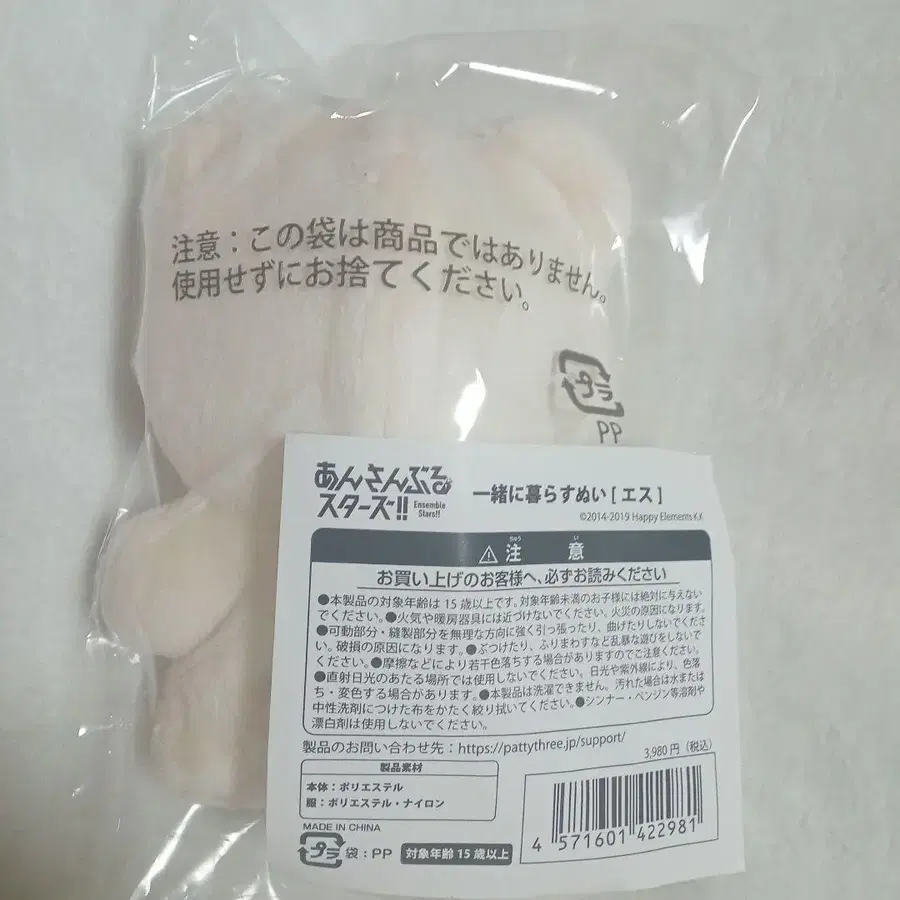 注意：この袋は商品ではありません。
使用せずにお捨てください。
プラ
PP
あんさんぶる
スターズ!!
Ensemble
Stars!!
一緒に暮らすぬい [ エス ]
©2014-2019 Happy Elements K.K
ちゅう い
⚠注 意
お買い上げのお客様へ、必ずお読みください
●本製品の対象年齢は 15 歳以上です。対象年齢未満のお子様には絶対に与えない
でください。●火気や暖房器具には近づけないでください、火災の原因になります。
●可動部分・縫製部分を無理な方向に強く引っ張ったり、曲げたりしないでくださ
い。破損の原因になります。●ぶつけたり、ふりまわすなど乱暴な遊びをしないで
ください。●摩擦などにより若干色落ちする場合がありますのでご注意ください。
●直射日光のあたる場所では使用しないでください。日光や紫外線により、色落
ち・変色する場合があります。●本製品は洗濯できません。汚れた場合は水または
中性洗剤につけた布をかたく絞り拭いてください。●シンナー・ベンジン等溶剤や
漂白剤は使用しないでください。
製品のお問い合わせ先：https://pattythree.jp/support/
3,980 円（税込）
製品素材
本体：ポリエステル
服：ポリエステル・ナイロン
MADE IN CHINA
プラ 袋：PP 対象年齢 15 歳以上
4 571601 422981